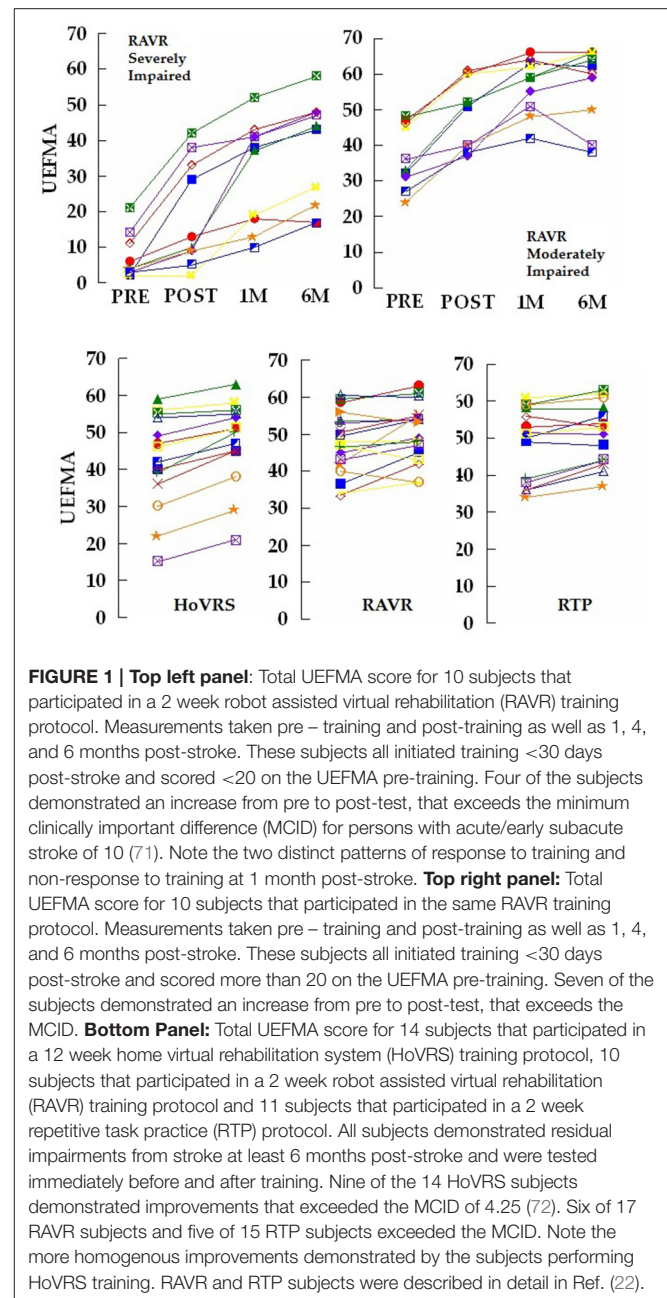 RAVR
Severely
Impaired
70
60
50
40
30
20
10
0
UEFMA
PRE POST 1M 6M
70
60
50
40
30
20
10
0
RAVR
Moderately
Impaired
PRE POST 1M 6M
70
60
50
40
30
20
10
0
UEFMA
HoVRS
70
60
50
40
30
20
10
0
RAVR
70
60
50
40
30
20
10
0
RTP
FIGURE 1 | Top left panel: Total UEFMA score for 10 subjects that
participated in a 2 week robot assisted virtual rehabilitation (RAVR) training
protocol. Measurements taken pre – training and post-training as well as 1, 4,
and 6 months post-stroke. These subjects all initiated training <30 days
post-stroke and scored <20 on the UEFMA pre-training. Four of the subjects
demonstrated an increase from pre to post-test, that exceeds the minimum
clinically important difference (MCID) for persons with acute/early subacute
stroke of 10 (71). Note the two distinct patterns of response to training and
non-response to training at 1 month post-stroke. Top right panel: Total
UEFMA score for 10 subjects that participated in the same RAVR training
protocol. Measurements taken pre – training and post-training as well as 1, 4,
and 6 months post-stroke. These subjects all initiated training <30 days
post-stroke and scored more than 20 on the UEFMA pre-training. Seven of the
subjects demonstrated an increase from pre to post-test, that exceeds the
MCID. Bottom Panel: Total UEFMA score for 14 subjects that participated in
a 12 week home virtual rehabilitation system (HoVRS) training protocol, 10
subjects that participated in a 2 week robot assisted virtual rehabilitation
(RAVR) training protocol and 11 subjects that participated in a 2 week
repetitive task practice (RTP) protocol. All subjects demonstrated residual
impairments from stroke at least 6 months post-stroke and were tested
immediately before and after training. Nine of the 14 HoVRS subjects
demonstrated improvements that exceeded the MCID of 4.25 (72). Six of 17
RAVR subjects and five of 15 RTP subjects exceeded the MCID. Note the
more homogenous improvements demonstrated by the subjects performing
HoVRS training. RAVR and RTP subjects were described in detail in Ref. (22).